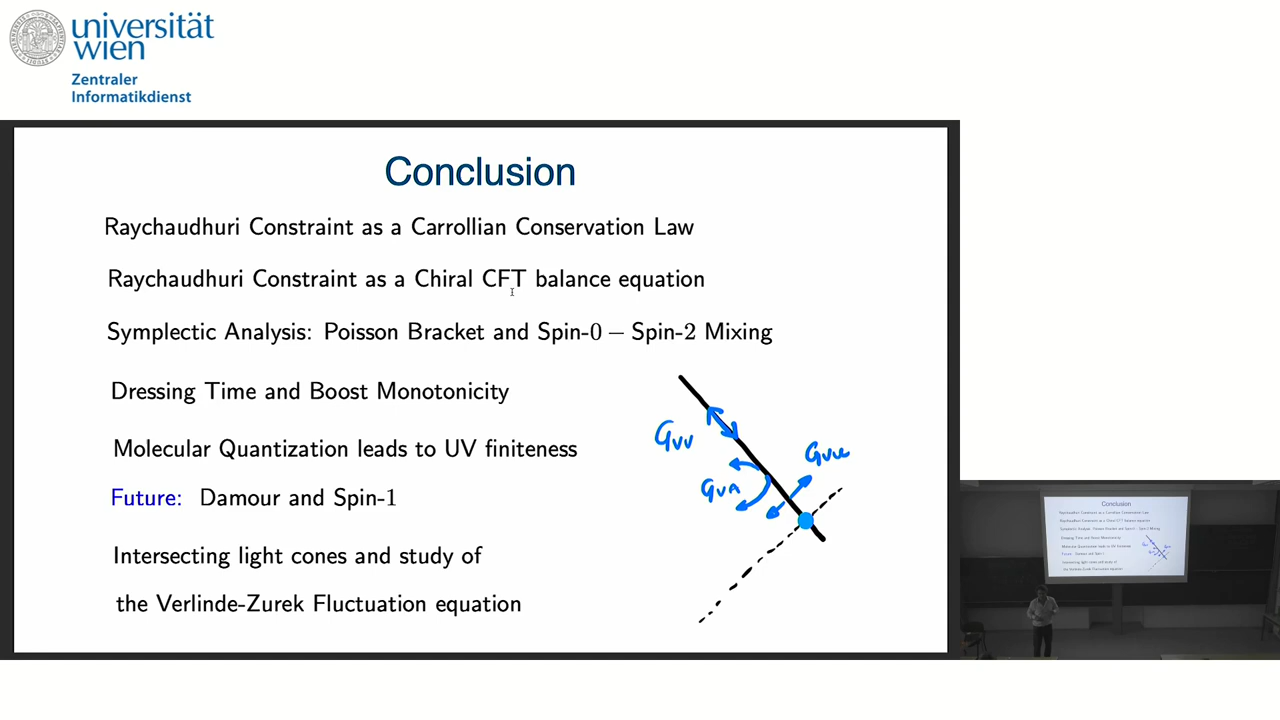 universität
wien
Zentraler
Informatikdienst
Conclusion
Raychaudhuri Constraint as a Carrollian Conservation Law
Raychaudhuri Constraint as a Chiral CFT balance equation
Symplectic Analysis: Poisson Bracket and Spin-0 – Spin-2 Mixing
Dressing Time and Boost Monotonicity
Molecular Quantization leads to UV finiteness
Future: Damour and Spin-1
Intersecting light cones and study of
the Verlinde-Zurek Fluctuation equation
GVV
GVA
GVU